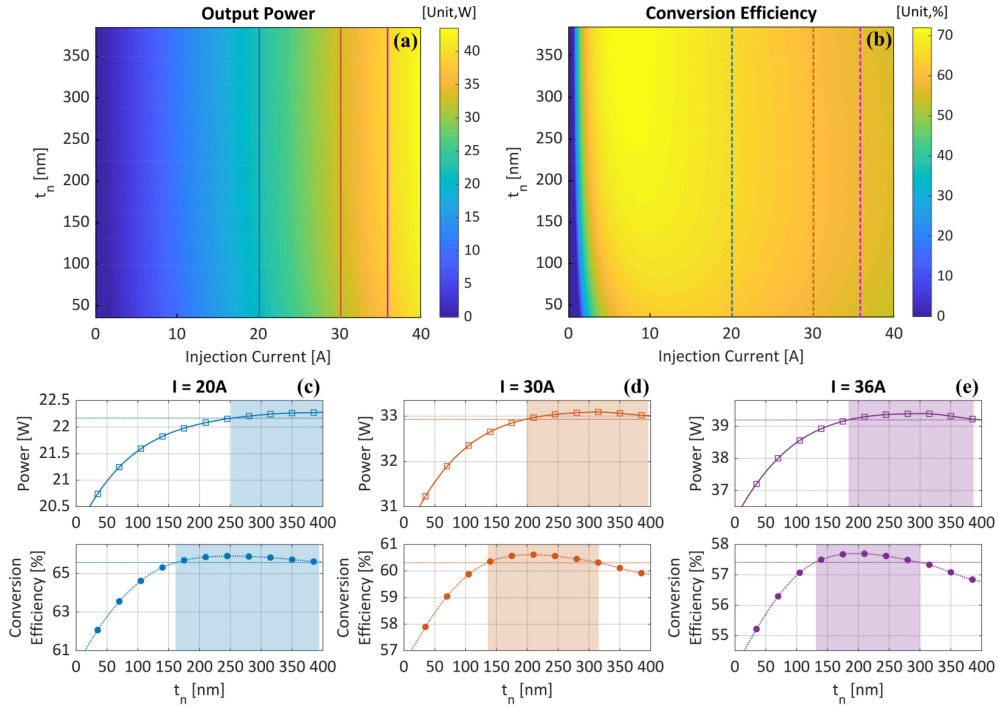 Output Power [Unit,W]
(a)
350
300
250
200
150
100
50
t_n [nm]
0 10 20 30 40
Injection Current [A]
40
35
30
25
20
15
10
5
0
Conversion Efficiency [Unit,%]
(b)
350
300
250
200
150
100
50
t_n [nm]
0 10 20 30 40
Injection Current [A]
70
60
50
40
30
20
10
0
I = 20A (c)
22.5
22
21.5
21
20.5
Power [W]
0 50 100 150 200 250 300 350 400
65
63
61
Conversion
Efficiency [%]
0 50 100 150 200 250 300 350 400
t_n [nm]
I = 30A (d)
33
32
31
Power [W]
0 50 100 150 200 250 300 350 400
61
60
59
58
57
Conversion
Efficiency [%]
0 50 100 150 200 250 300 350 400
t_n [nm]
I = 36A (e)
39
38
37
Power [W]
0 50 100 150 200 250 300 350 400
58
57
56
55
Conversion
Efficiency [%]
0 50 100 150 200 250 300 350 400
t_n [nm]